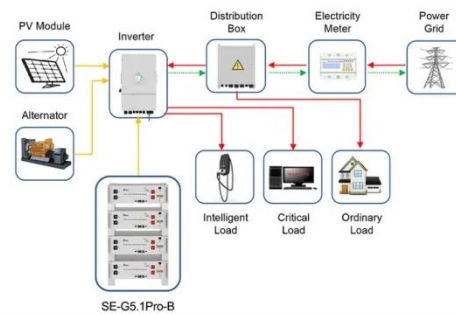 PV Module
Inverter
Distribution
Box
Electricity
Meter
Power
Grid
Alternator
Intelligent
Load
Critical
Load
Ordinary
Load
SE-G5.1Pro-B